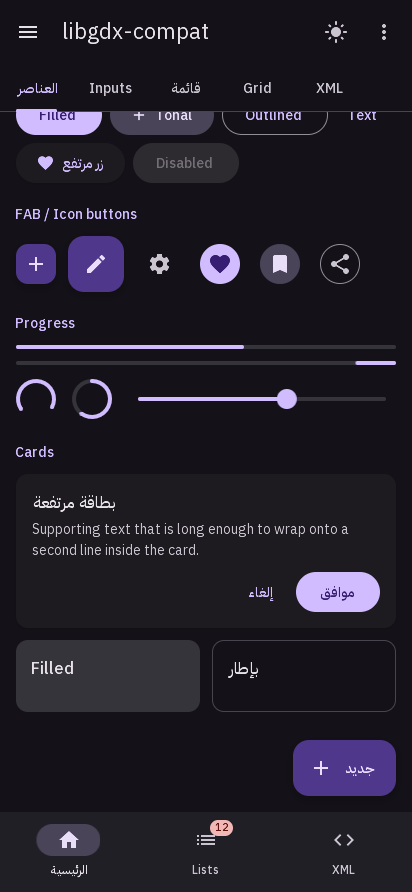 libgdx-compat
العناصر Inputs قائمة Grid XML
Filled Tonal Outlined Text
زر مرتفع Disabled
FAB / Icon buttons
Progress
Cards
بطاقة مرتفعة
Supporting text that is long enough to wrap onto a
second line inside the card.
إلغاء موافق
Filled بإطار
جديد
12
الرئيسية Lists XML